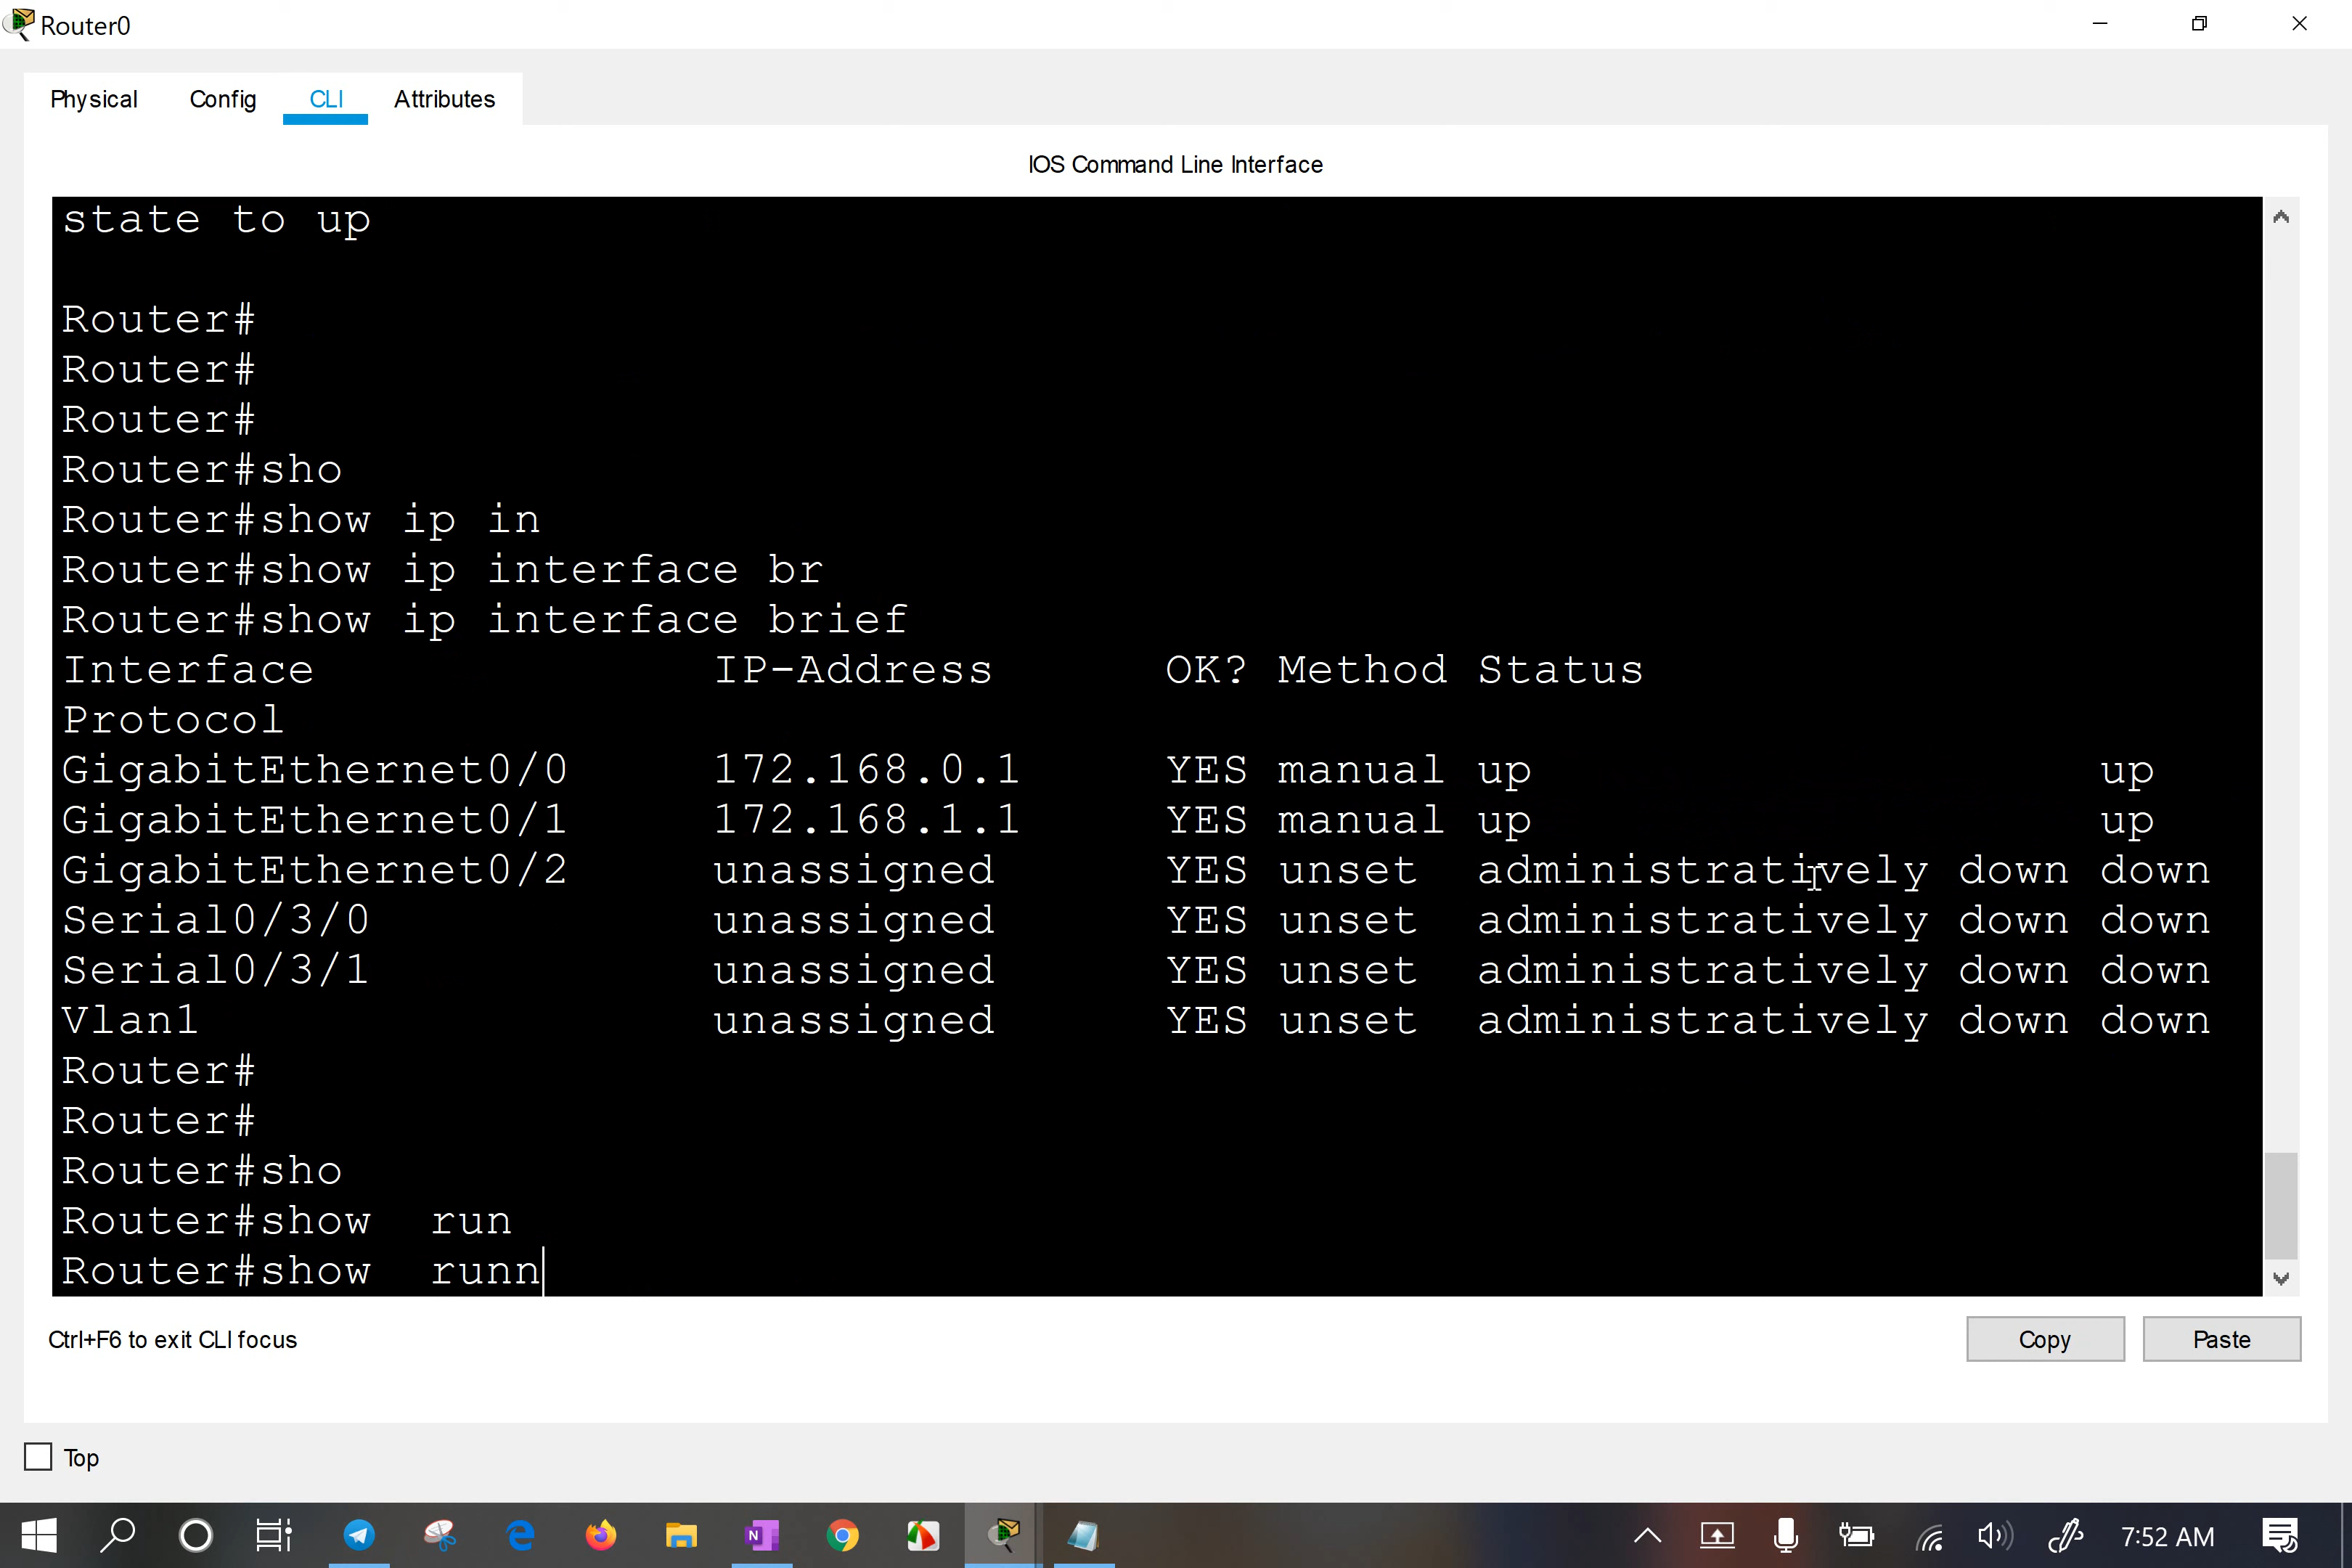 Router0
Physical Config CLI Attributes
IOS Command Line Interface
state to up
Router#
Router#
Router#
Router#sho
Router#show ip in
Router#show ip interface br
Router#show ip interface brief
Interface IP-Address OK? Method Status
Protocol
GigabitEthernet0/0 172.168.0.1 YES manual up up
GigabitEthernet0/1 172.168.1.1 YES manual up up
GigabitEthernet0/2 unassigned YES unset administratively down down
Serial0/3/0 unassigned YES unset administratively down down
Serial0/3/1 unassigned YES unset administratively down down
Vlan1 unassigned YES unset administratively down down
Router#
Router#
Router#sho
Router#show  run
Router#show  runn
Ctrl+F6 to exit CLI focus Copy Paste
Top
N 7:52 AM